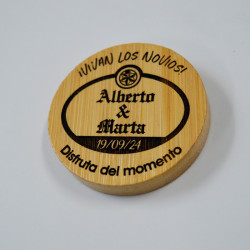 ¡VIVAN LOS NOVIOS!
Alberto
&
Marta
19/09/24
Disfruta del momento